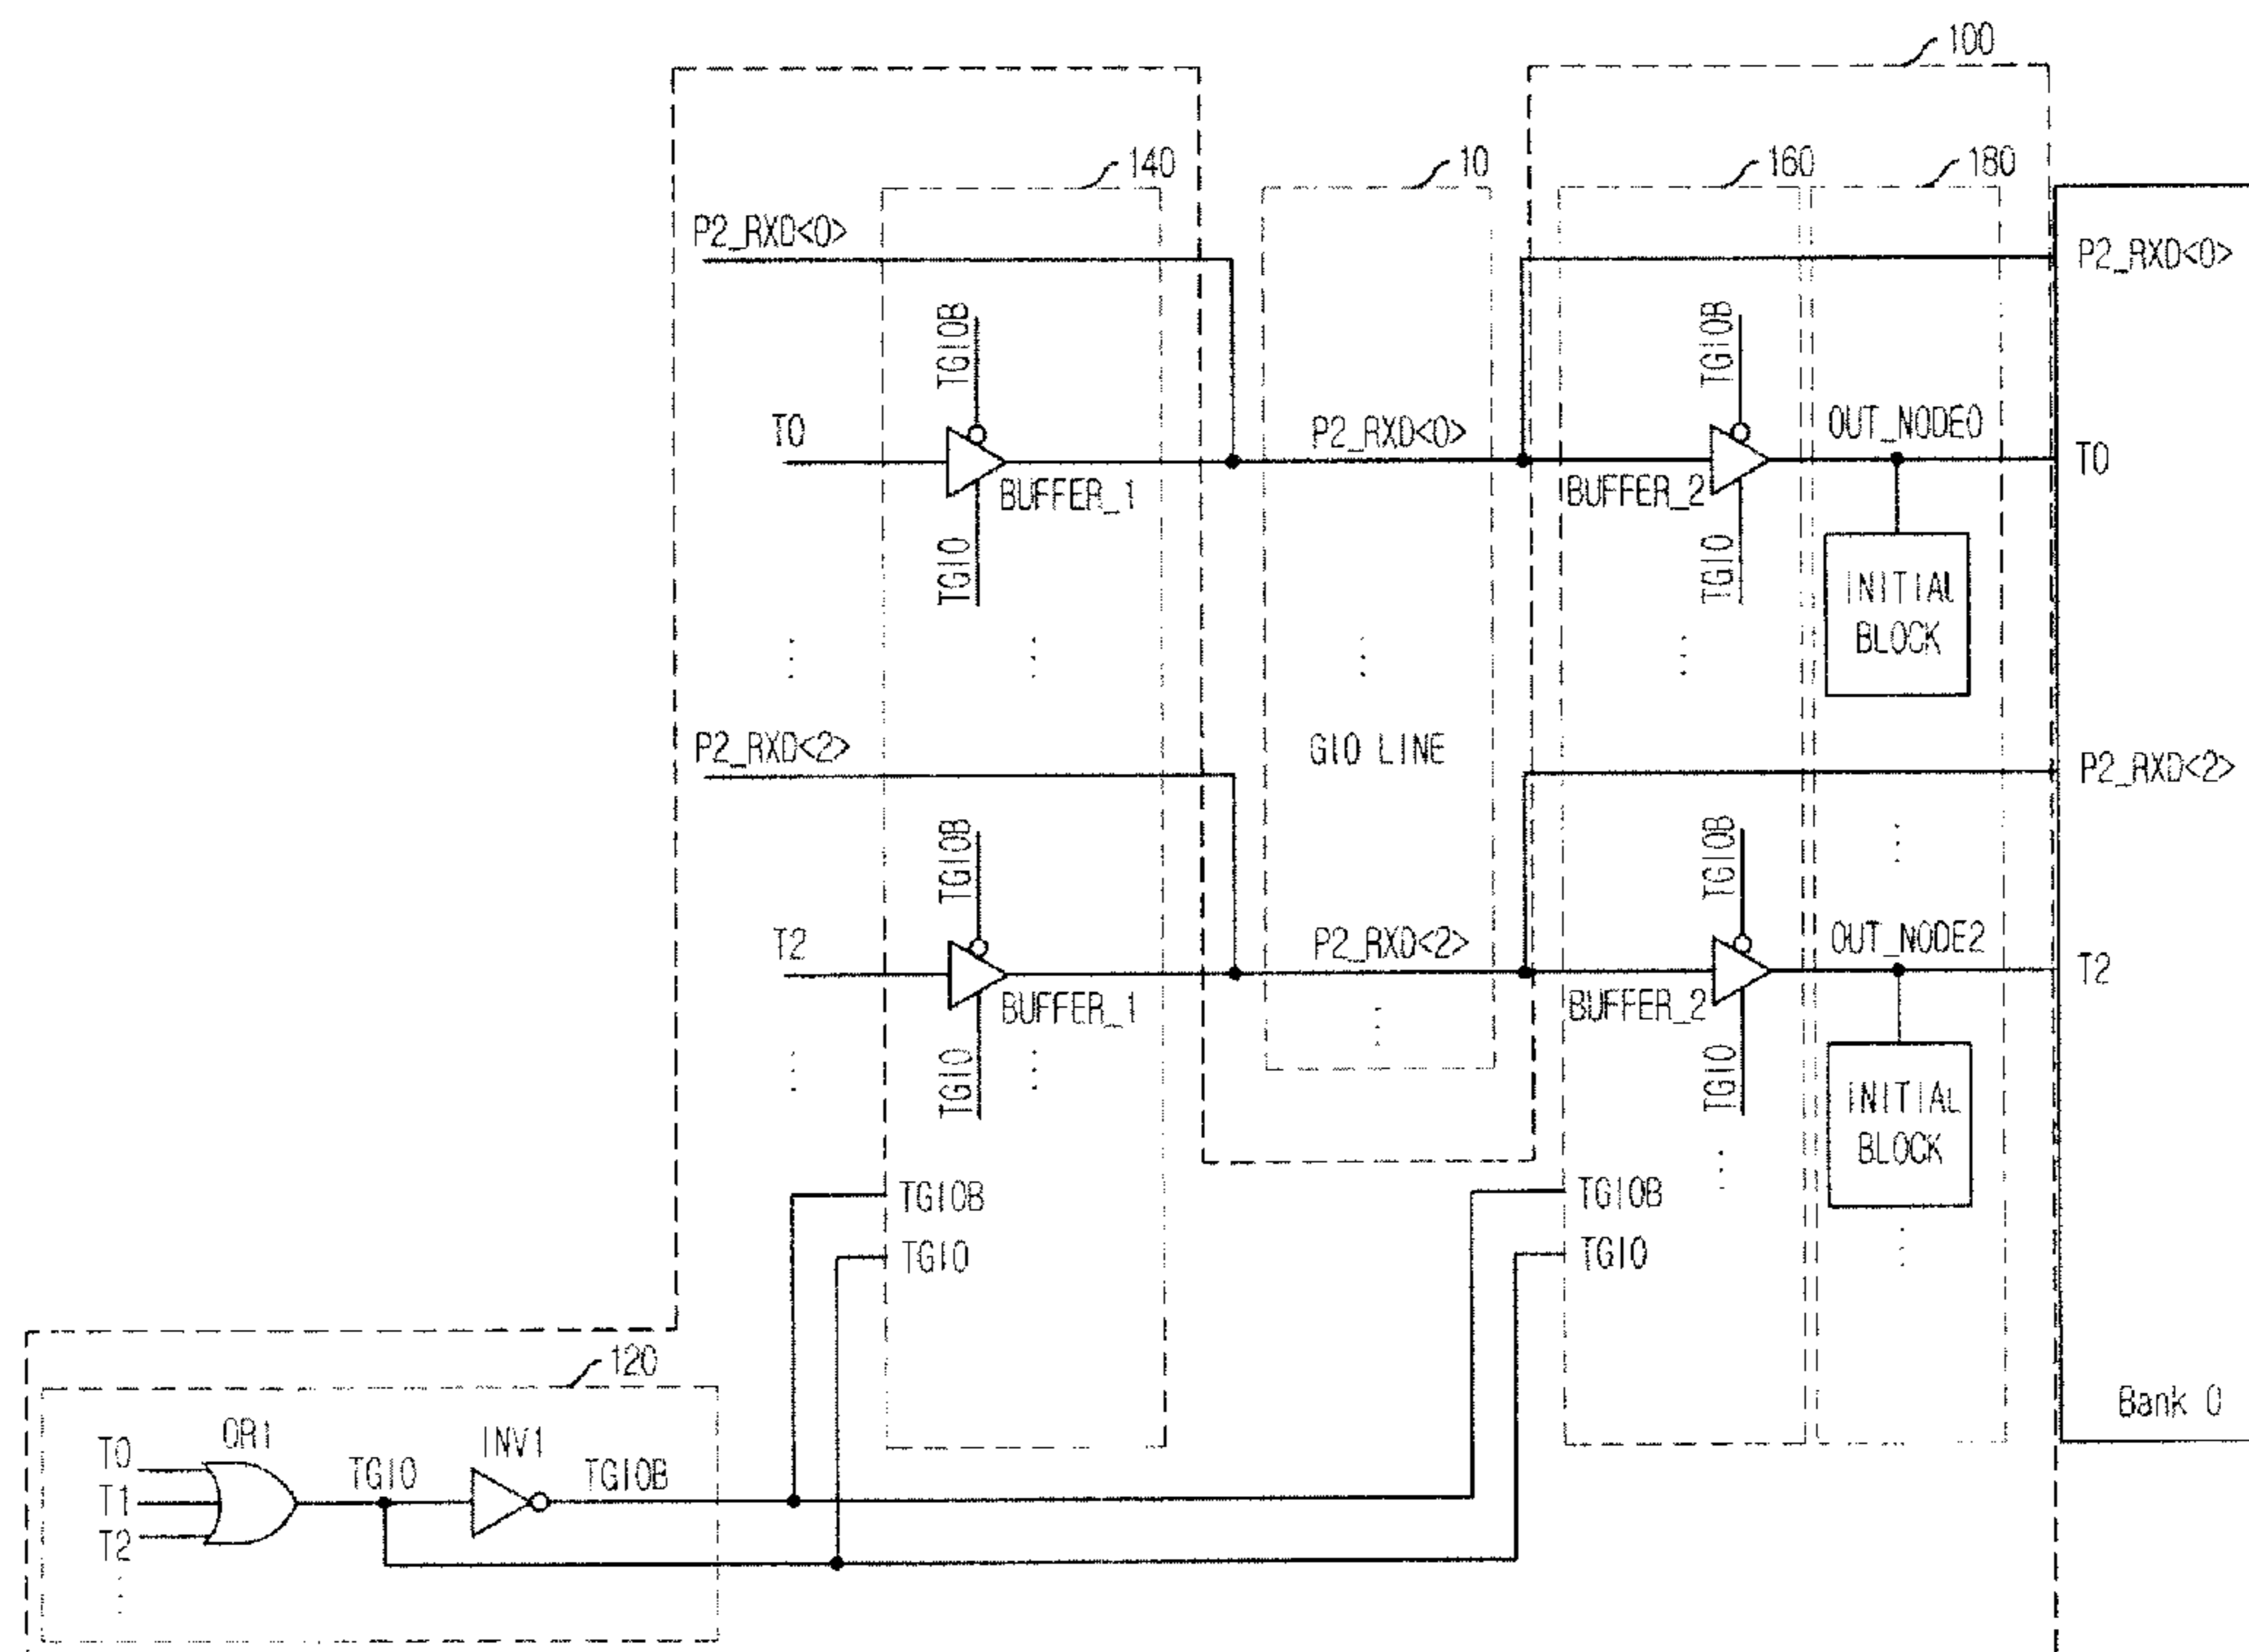 100
140
10
160
180
P2_RXD<0>
P2_RXD<0>
TGIOB
TGIOB
T0
BUFFER_1
P2_RXD<0>
BUFFER_2
OUT_NODE0
T0
TGIO
TGIO
INITIAL
BLOCK
P2_RXD<2>
GIO LINE
P2_RXD<2>
TGIOB
TGIOB
T2
BUFFER_1
P2_RXD<2>
BUFFER_2
OUT_NODE2
T2
TGIO
TGIO
INITIAL
BLOCK
TGIOB
TGIOB
TGIO
TGIO
120
Bank 0
OR1
INV1
T0
T1
T2
TGIO
TGIOB